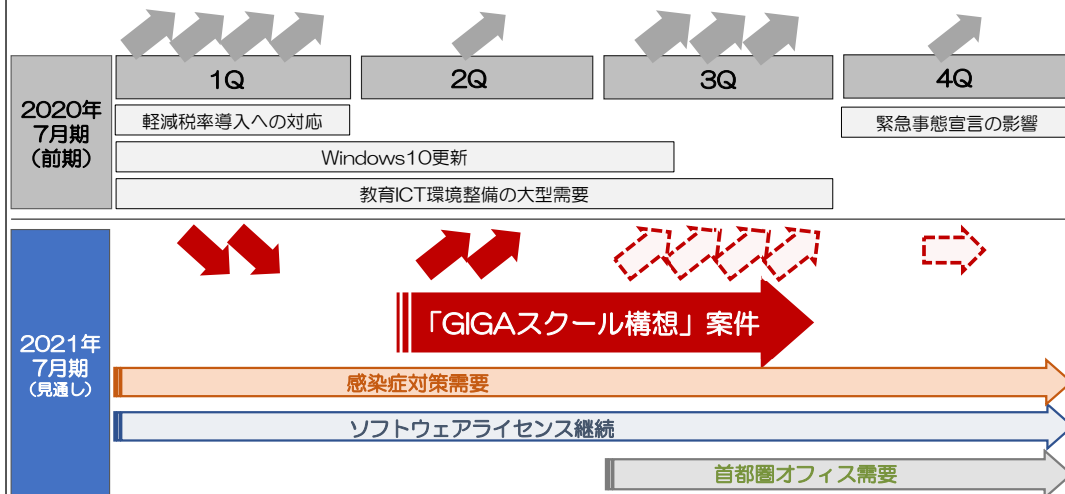 1Q
2Q
3Q
4Q
2020年
7月期
（前期）
軽減税率導入への対応
緊急事態宣言の影響
Windows10更新
教育ICT環境整備の大型需要
2021年
7月期
（見通し）
「GIGAスクール構想」案件
感染症対策需要
ソフトウェアライセンス継続
首都圏オフィス需要